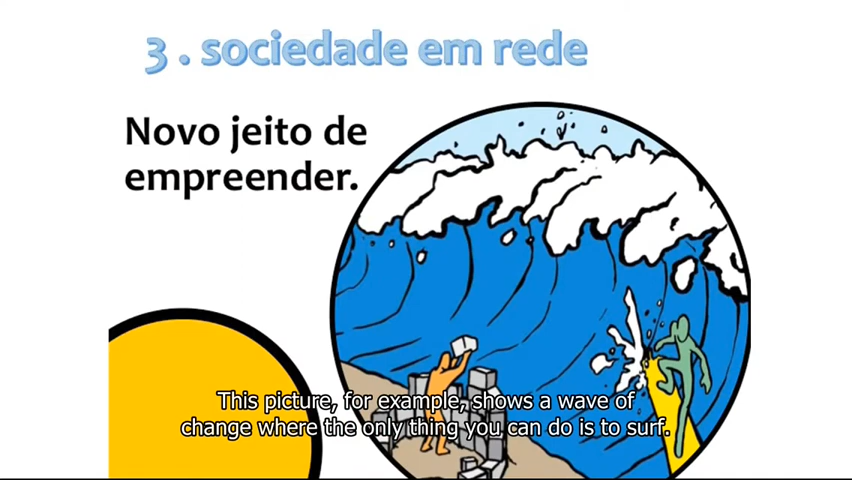 3 . sociedade em rede
Novo jeito de
empreender.
This picture, for example, shows a wave of
change where the only thing you can do is to surf.